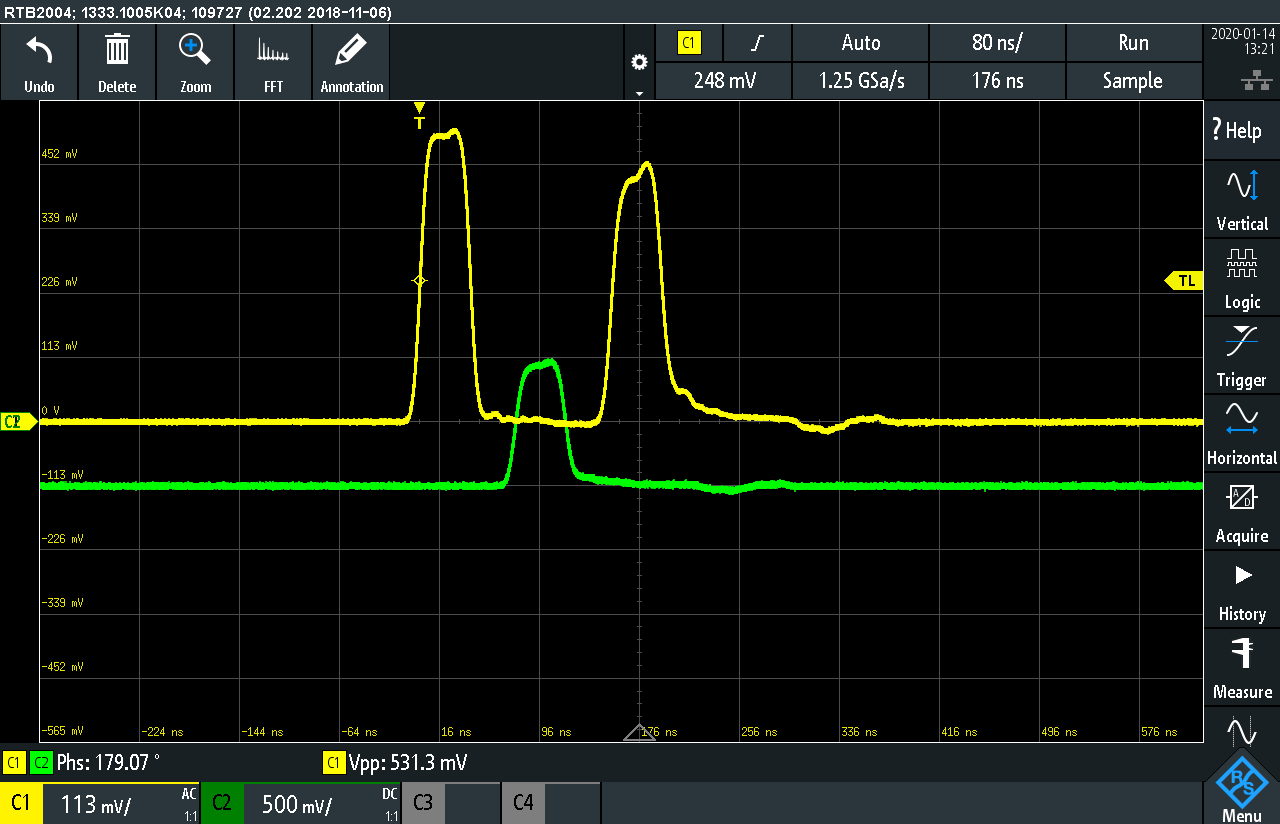 RTB2004; 1333.1005K04; 109727 (02.202 2018-11-06)
Undo
Delete
Zoom
FFT
Annotation
C1
Auto
80 ns/
Run
248 mV
1.25 GSa/s
176 ns
Sample
2020-01-14
13:21
T
452 mV
339 mV
226 mV
113 mV
0 V
-113 mV
-226 mV
-339 mV
-452 mV
-565 mV
TL
-224 ns
-144 ns
-64 ns
16 ns
96 ns
176 ns
256 ns
336 ns
416 ns
496 ns
576 ns
? Help
Vertical
Logic
Trigger
Horizontal
A/D
Acquire
History
Measure
R&S
Menu
C1 C2 Phs: 179.07 °
C1 Vpp: 531.3 mV
C1 113 mV/ AC 1:1
C2 500 mV/ DC 1:1
C3
C4